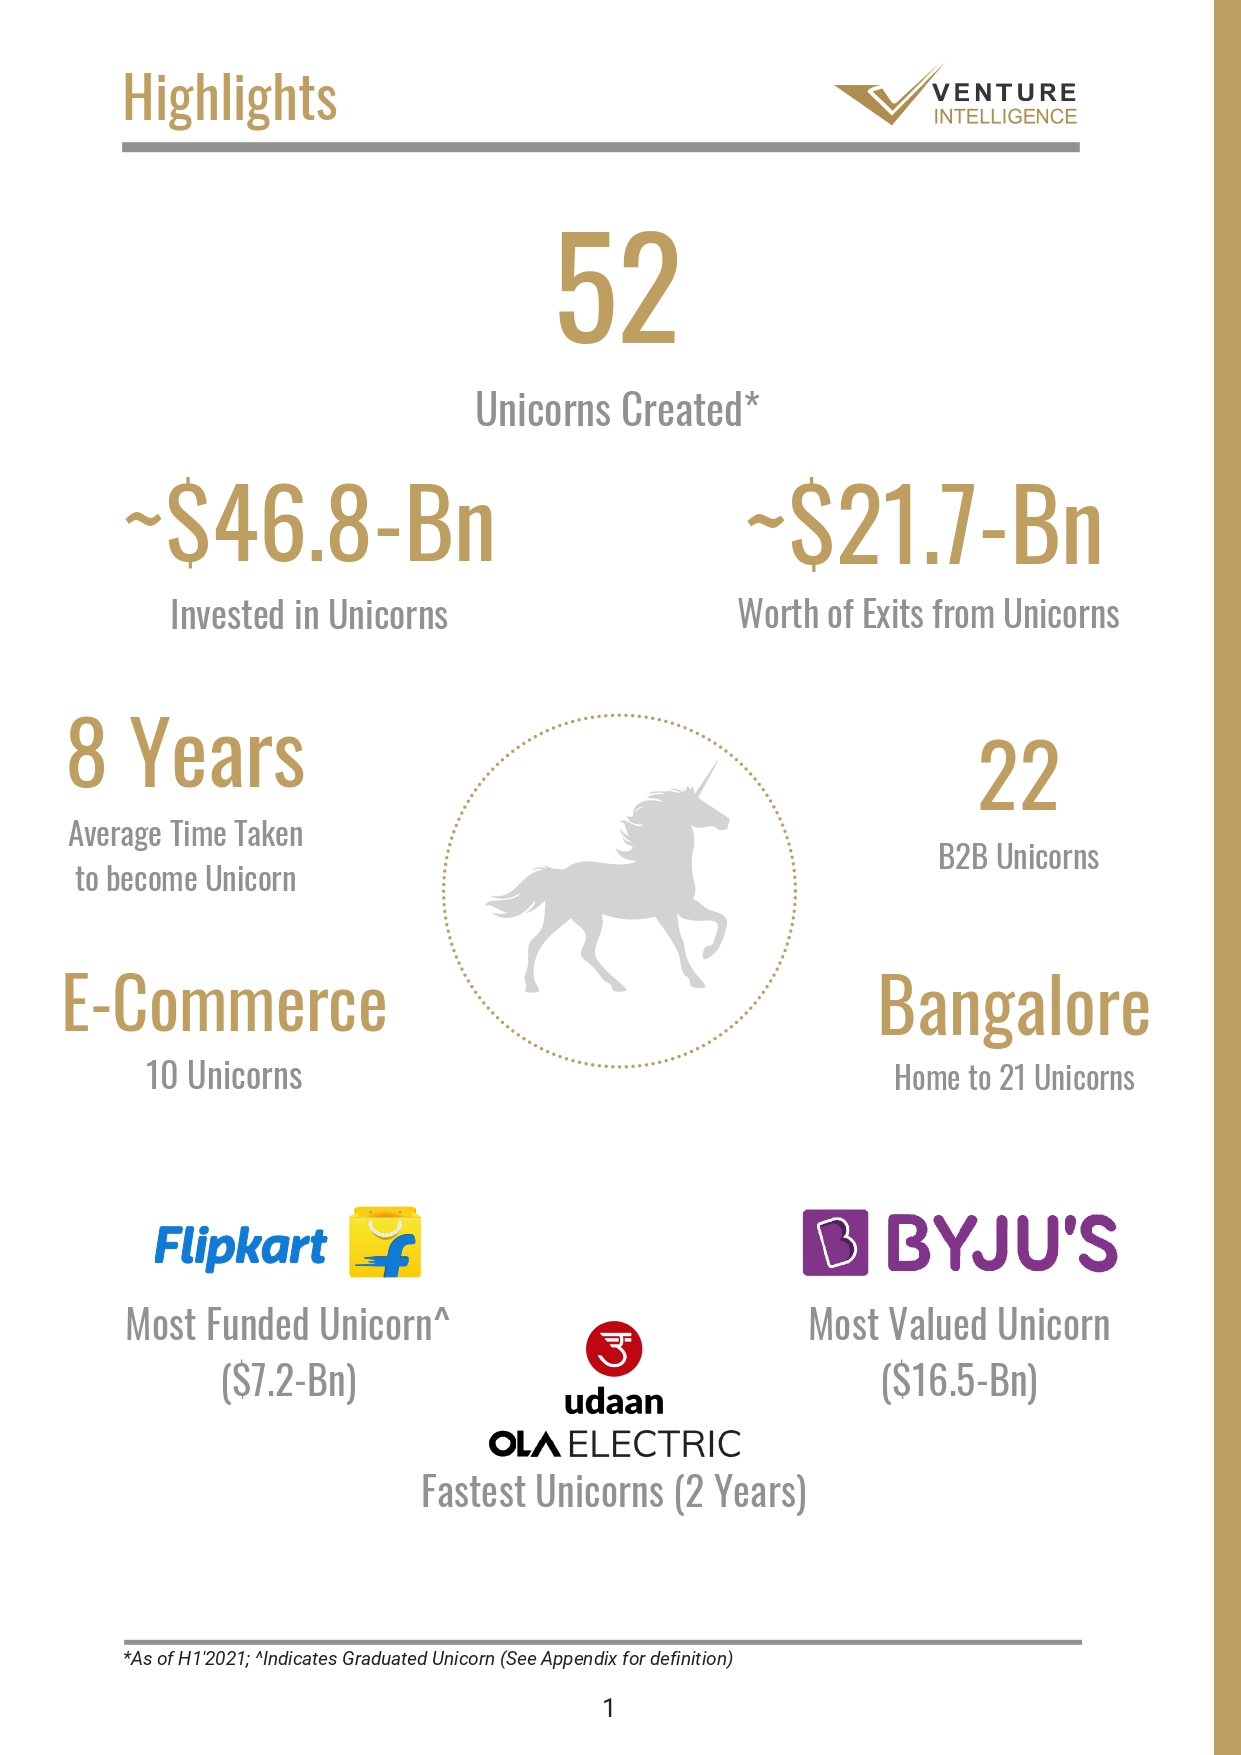 Highlights
VENTURE
INTELLIGENCE
52
Unicorns Created*
~$46.8-Bn
Invested in Unicorns
~$21.7-Bn
Worth of Exits from Unicorns
8 Years
Average Time Taken
to become Unicorn
22
B2B Unicorns
E-Commerce
10 Unicorns
Bangalore
Home to 21 Unicorns
Flipkart f
Most Funded Unicorn^
($7.2-Bn)
B BYJU'S
Most Valued Unicorn
($16.5-Bn)
उ
udaan
OLA ELECTRIC
Fastest Unicorns (2 Years)
*As of H1'2021; ^Indicates Graduated Unicorn (See Appendix for definition)
1